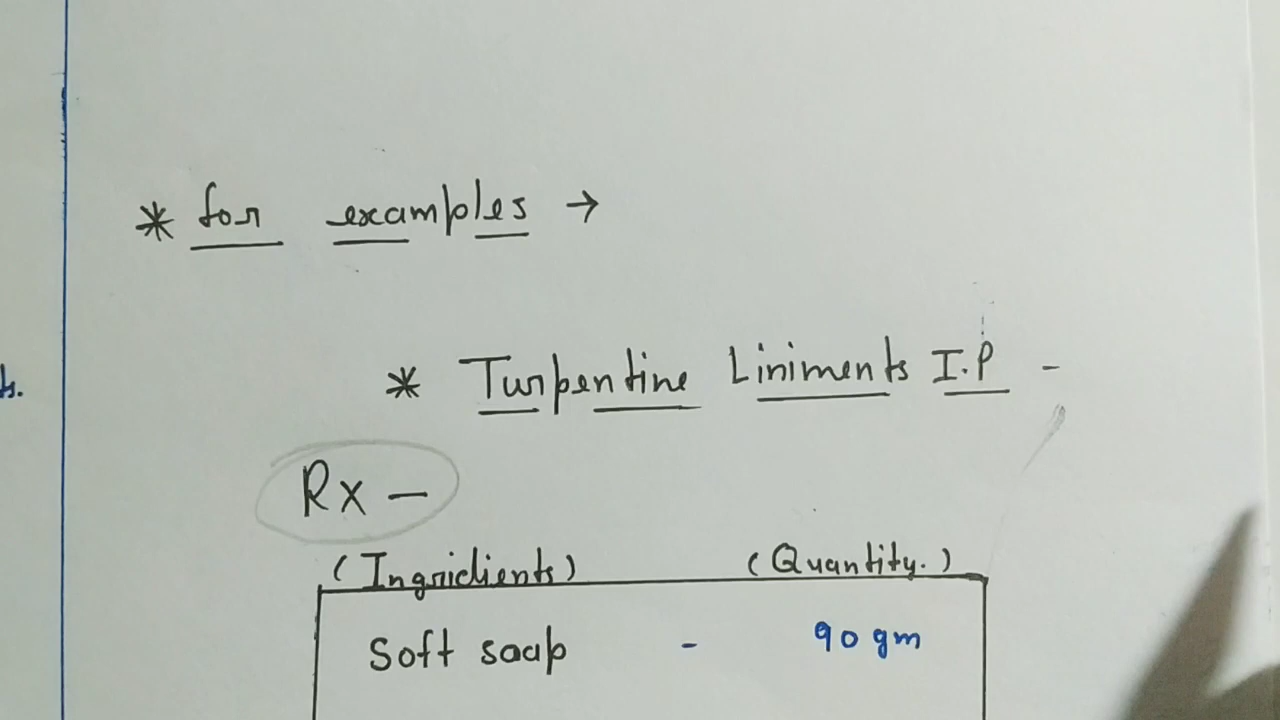 * for examples →
* Turpentine Liniments I.P -
Rx -
(Ingridients) (Quantity.)
Soft soap - 90 gm